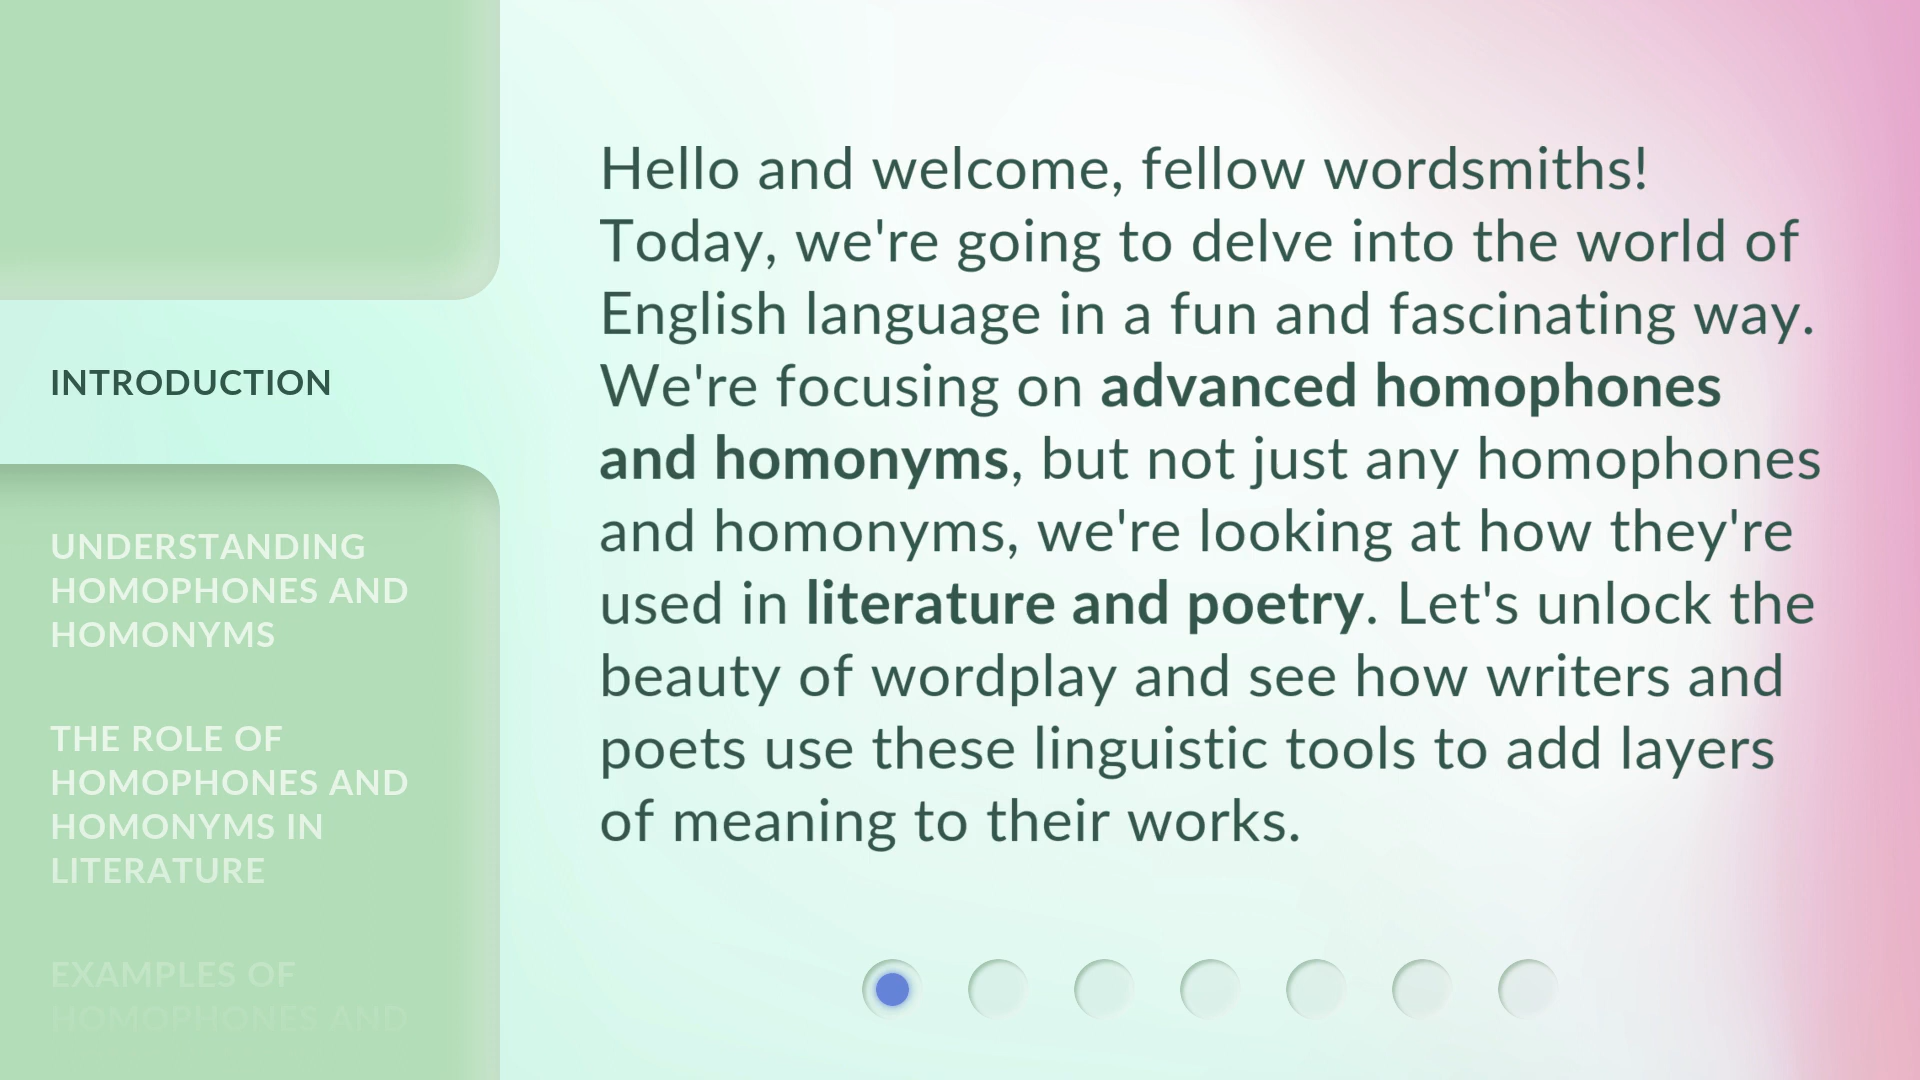 INTRODUCTION
UNDERSTANDING
HOMOPHONES AND
HOMONYMS
THE ROLE OF
HOMOPHONES AND
HOMONYMS IN
LITERATURE
EXAMPLES OF
HOMOPHONES AND
Hello and welcome, fellow wordsmiths!
Today, we're going to delve into the world of
English language in a fun and fascinating way.
We're focusing on advanced homophones
and homonyms, but not just any homophones
and homonyms, we're looking at how they're
used in literature and poetry. Let's unlock the
beauty of wordplay and see how writers and
poets use these linguistic tools to add layers
of meaning to their works.